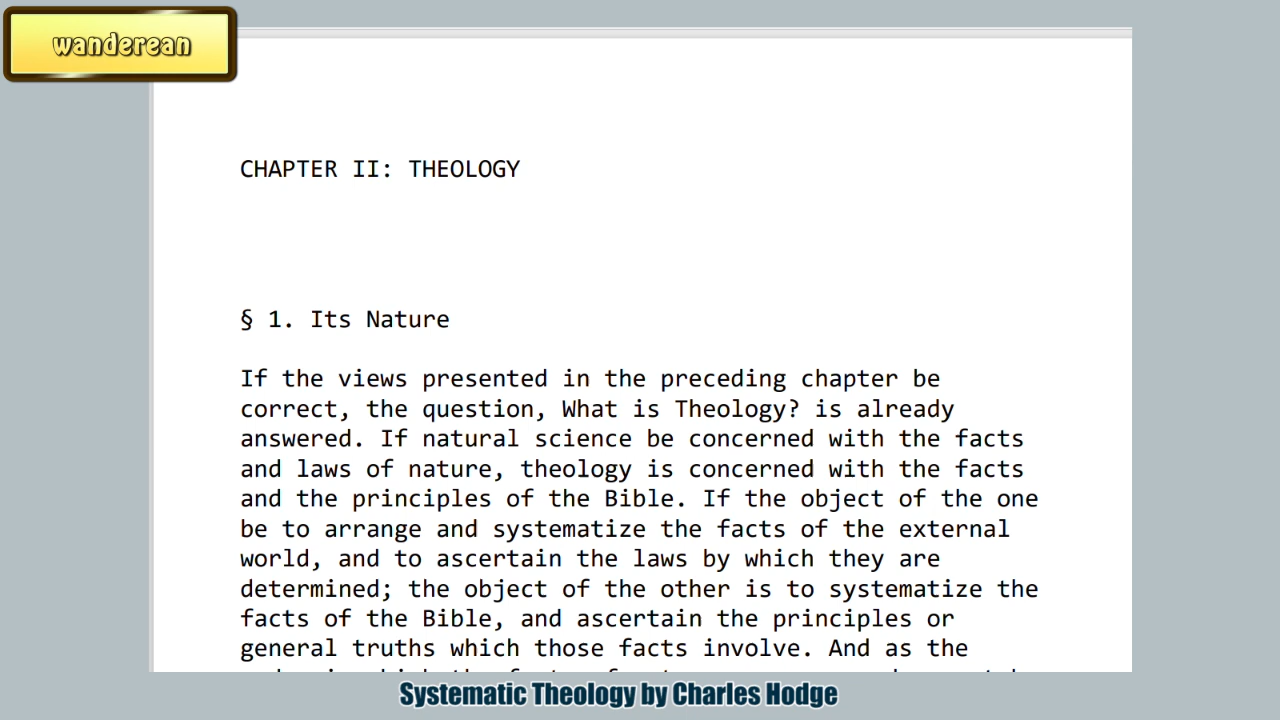 wanderean
CHAPTER II: THEOLOGY
§ 1. Its Nature
If the views presented in the preceding chapter be
correct, the question, What is Theology? is already
answered. If natural science be concerned with the facts
and laws of nature, theology is concerned with the facts
and the principles of the Bible. If the object of the one
be to arrange and systematize the facts of the external
world, and to ascertain the laws by which they are
determined; the object of the other is to systematize the
facts of the Bible, and ascertain the principles or
general truths which those facts involve. And as the
Systematic Theology by Charles Hodge